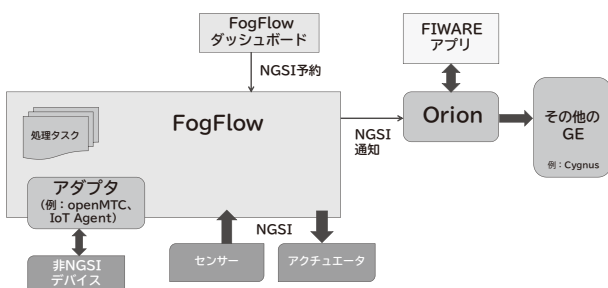 FogFlow
ダッシュボード
FIWARE
アプリ
NGSI予約
処理タスク
FogFlow
NGSI
通知
Orion
その他の
GE
例：Cygnus
アダプタ
（例：openMTC、
IoT Agent）
NGSI
非NGSI
デバイス
センサー
アクチュエータ